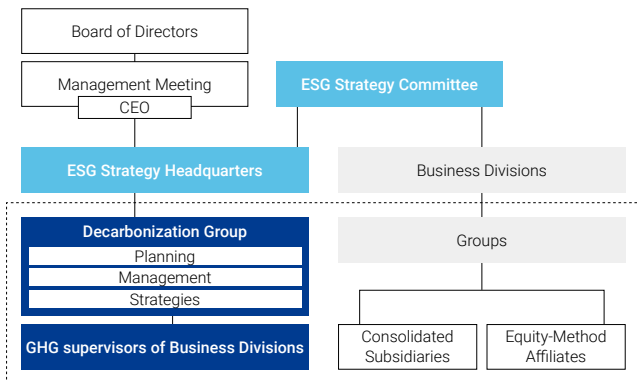 Board of Directors
Management Meeting
CEO
ESG Strategy Committee
ESG Strategy Headquarters
Business Divisions
Decarbonization Group
Planning
Management
Strategies
Groups
GHG supervisors of Business Divisions
Consolidated
Subsidiaries
Equity-Method
Affiliates